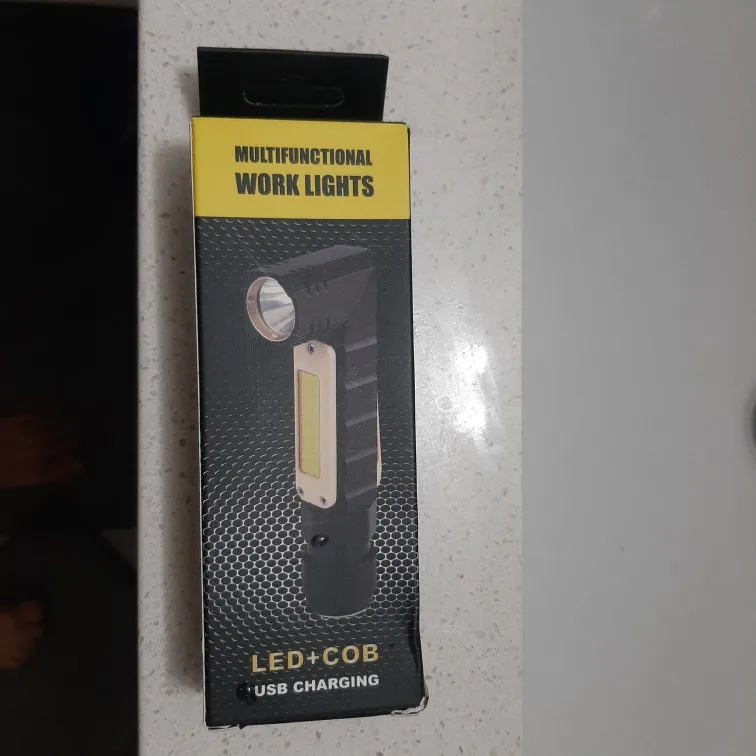 MULTIFUNCTIONAL
WORK LIGHTS
LED+COB
USB CHARGING